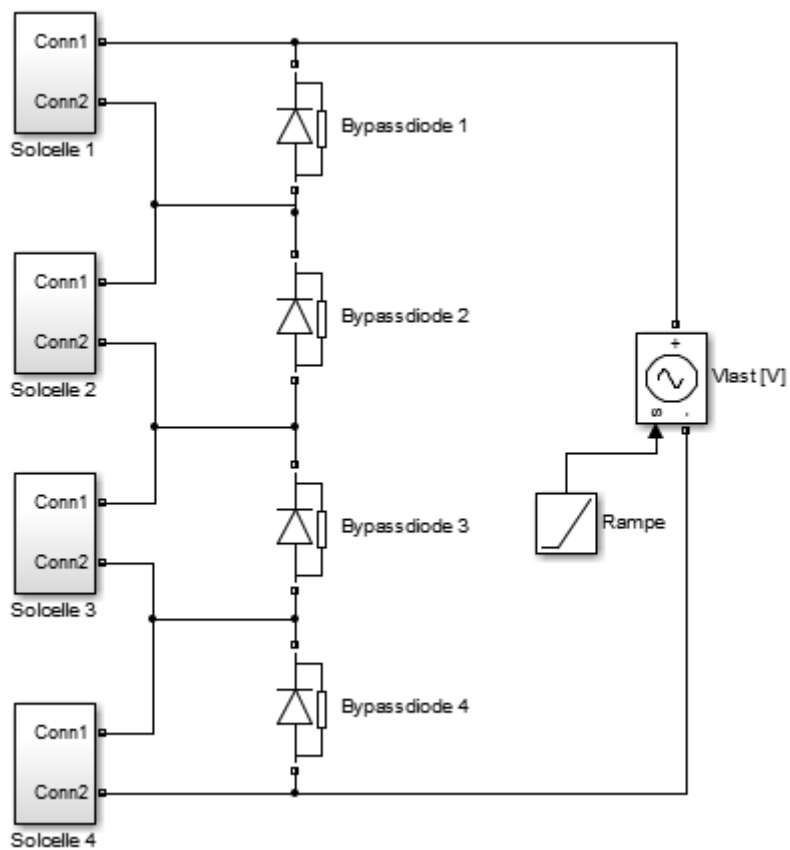 Conn1
Conn2
Solcelle 1
Bypassdiode 1
Conn1
Conn2
Solcelle 2
Bypassdiode 2
+
s
-
Vlast [V]
Conn1
Conn2
Solcelle 3
Bypassdiode 3
Rampe
Conn1
Conn2
Solcelle 4
Bypassdiode 4